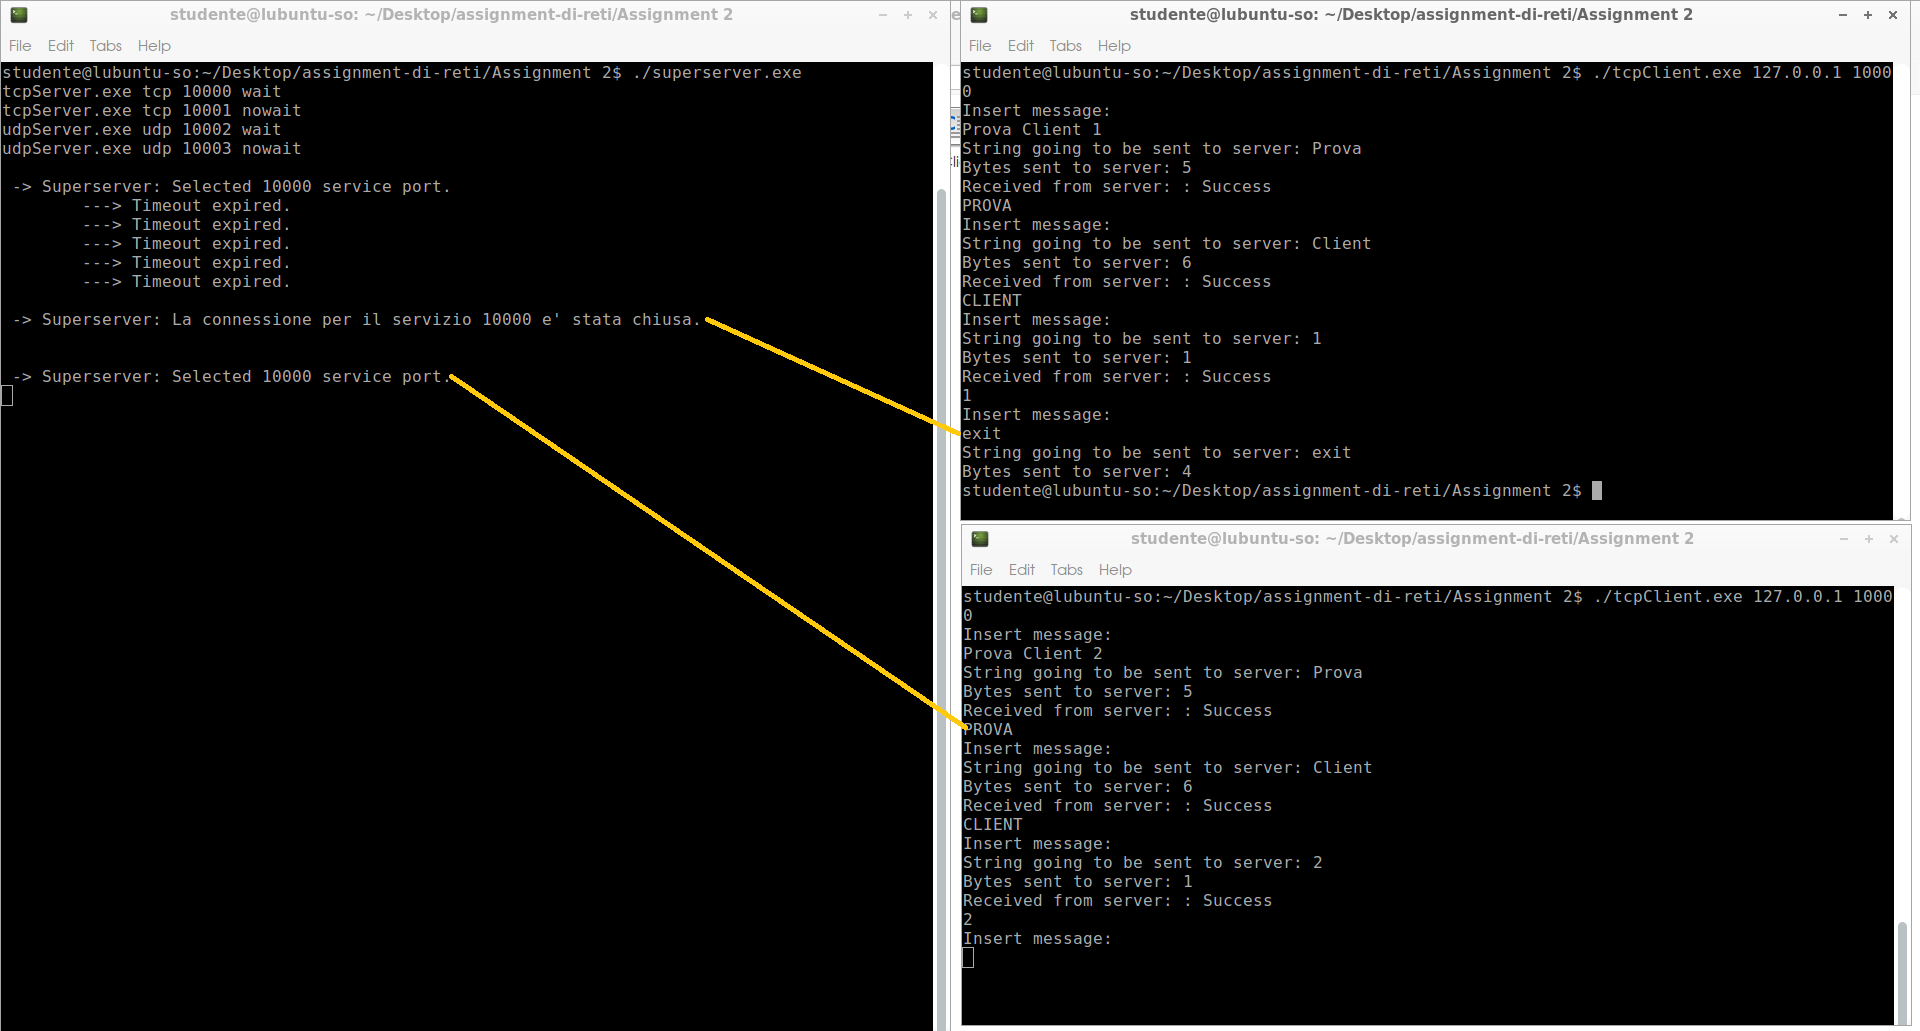 studente@lubuntu-so: ~/Desktop/assignment-di-reti/Assignment 2
File Edit Tabs Help
studente@lubuntu-so:~/Desktop/assignment-di-reti/Assignment 2$ ./superserver.exe
tcpServer.exe tcp 10000 wait
tcpServer.exe tcp 10001 nowait
udpServer.exe udp 10002 wait
udpServer.exe udp 10003 nowait
-> Superserver: Selected 10000 service port.
---> Timeout expired.
---> Timeout expired.
---> Timeout expired.
---> Timeout expired.
---> Timeout expired.
-> Superserver: La connessione per il servizio 10000 e' stata chiusa.
-> Superserver: Selected 10000 service port.
studente@lubuntu-so: ~/Desktop/assignment-di-reti/Assignment 2
File Edit Tabs Help
studente@lubuntu-so:~/Desktop/assignment-di-reti/Assignment 2$ ./tcpClient.exe 127.0.0.1 1000
0
Insert message:
Prova Client 1
String going to be sent to server: Prova
Bytes sent to server: 5
Received from server: : Success
PROVA
Insert message:
String going to be sent to server: Client
Bytes sent to server: 6
Received from server: : Success
CLIENT
Insert message:
String going to be sent to server: 1
Bytes sent to server: 1
Received from server: : Success
1
Insert message:
exit
String going to be sent to server: exit
Bytes sent to server: 4
studente@lubuntu-so:~/Desktop/assignment-di-reti/Assignment 2$
studente@lubuntu-so: ~/Desktop/assignment-di-reti/Assignment 2
File Edit Tabs Help
studente@lubuntu-so:~/Desktop/assignment-di-reti/Assignment 2$ ./tcpClient.exe 127.0.0.1 1000
0
Insert message:
Prova Client 2
String going to be sent to server: Prova
Bytes sent to server: 5
Received from server: : Success
PROVA
Insert message:
String going to be sent to server: Client
Bytes sent to server: 6
Received from server: : Success
CLIENT
Insert message:
String going to be sent to server: 2
Bytes sent to server: 1
Received from server: : Success
2
Insert message: